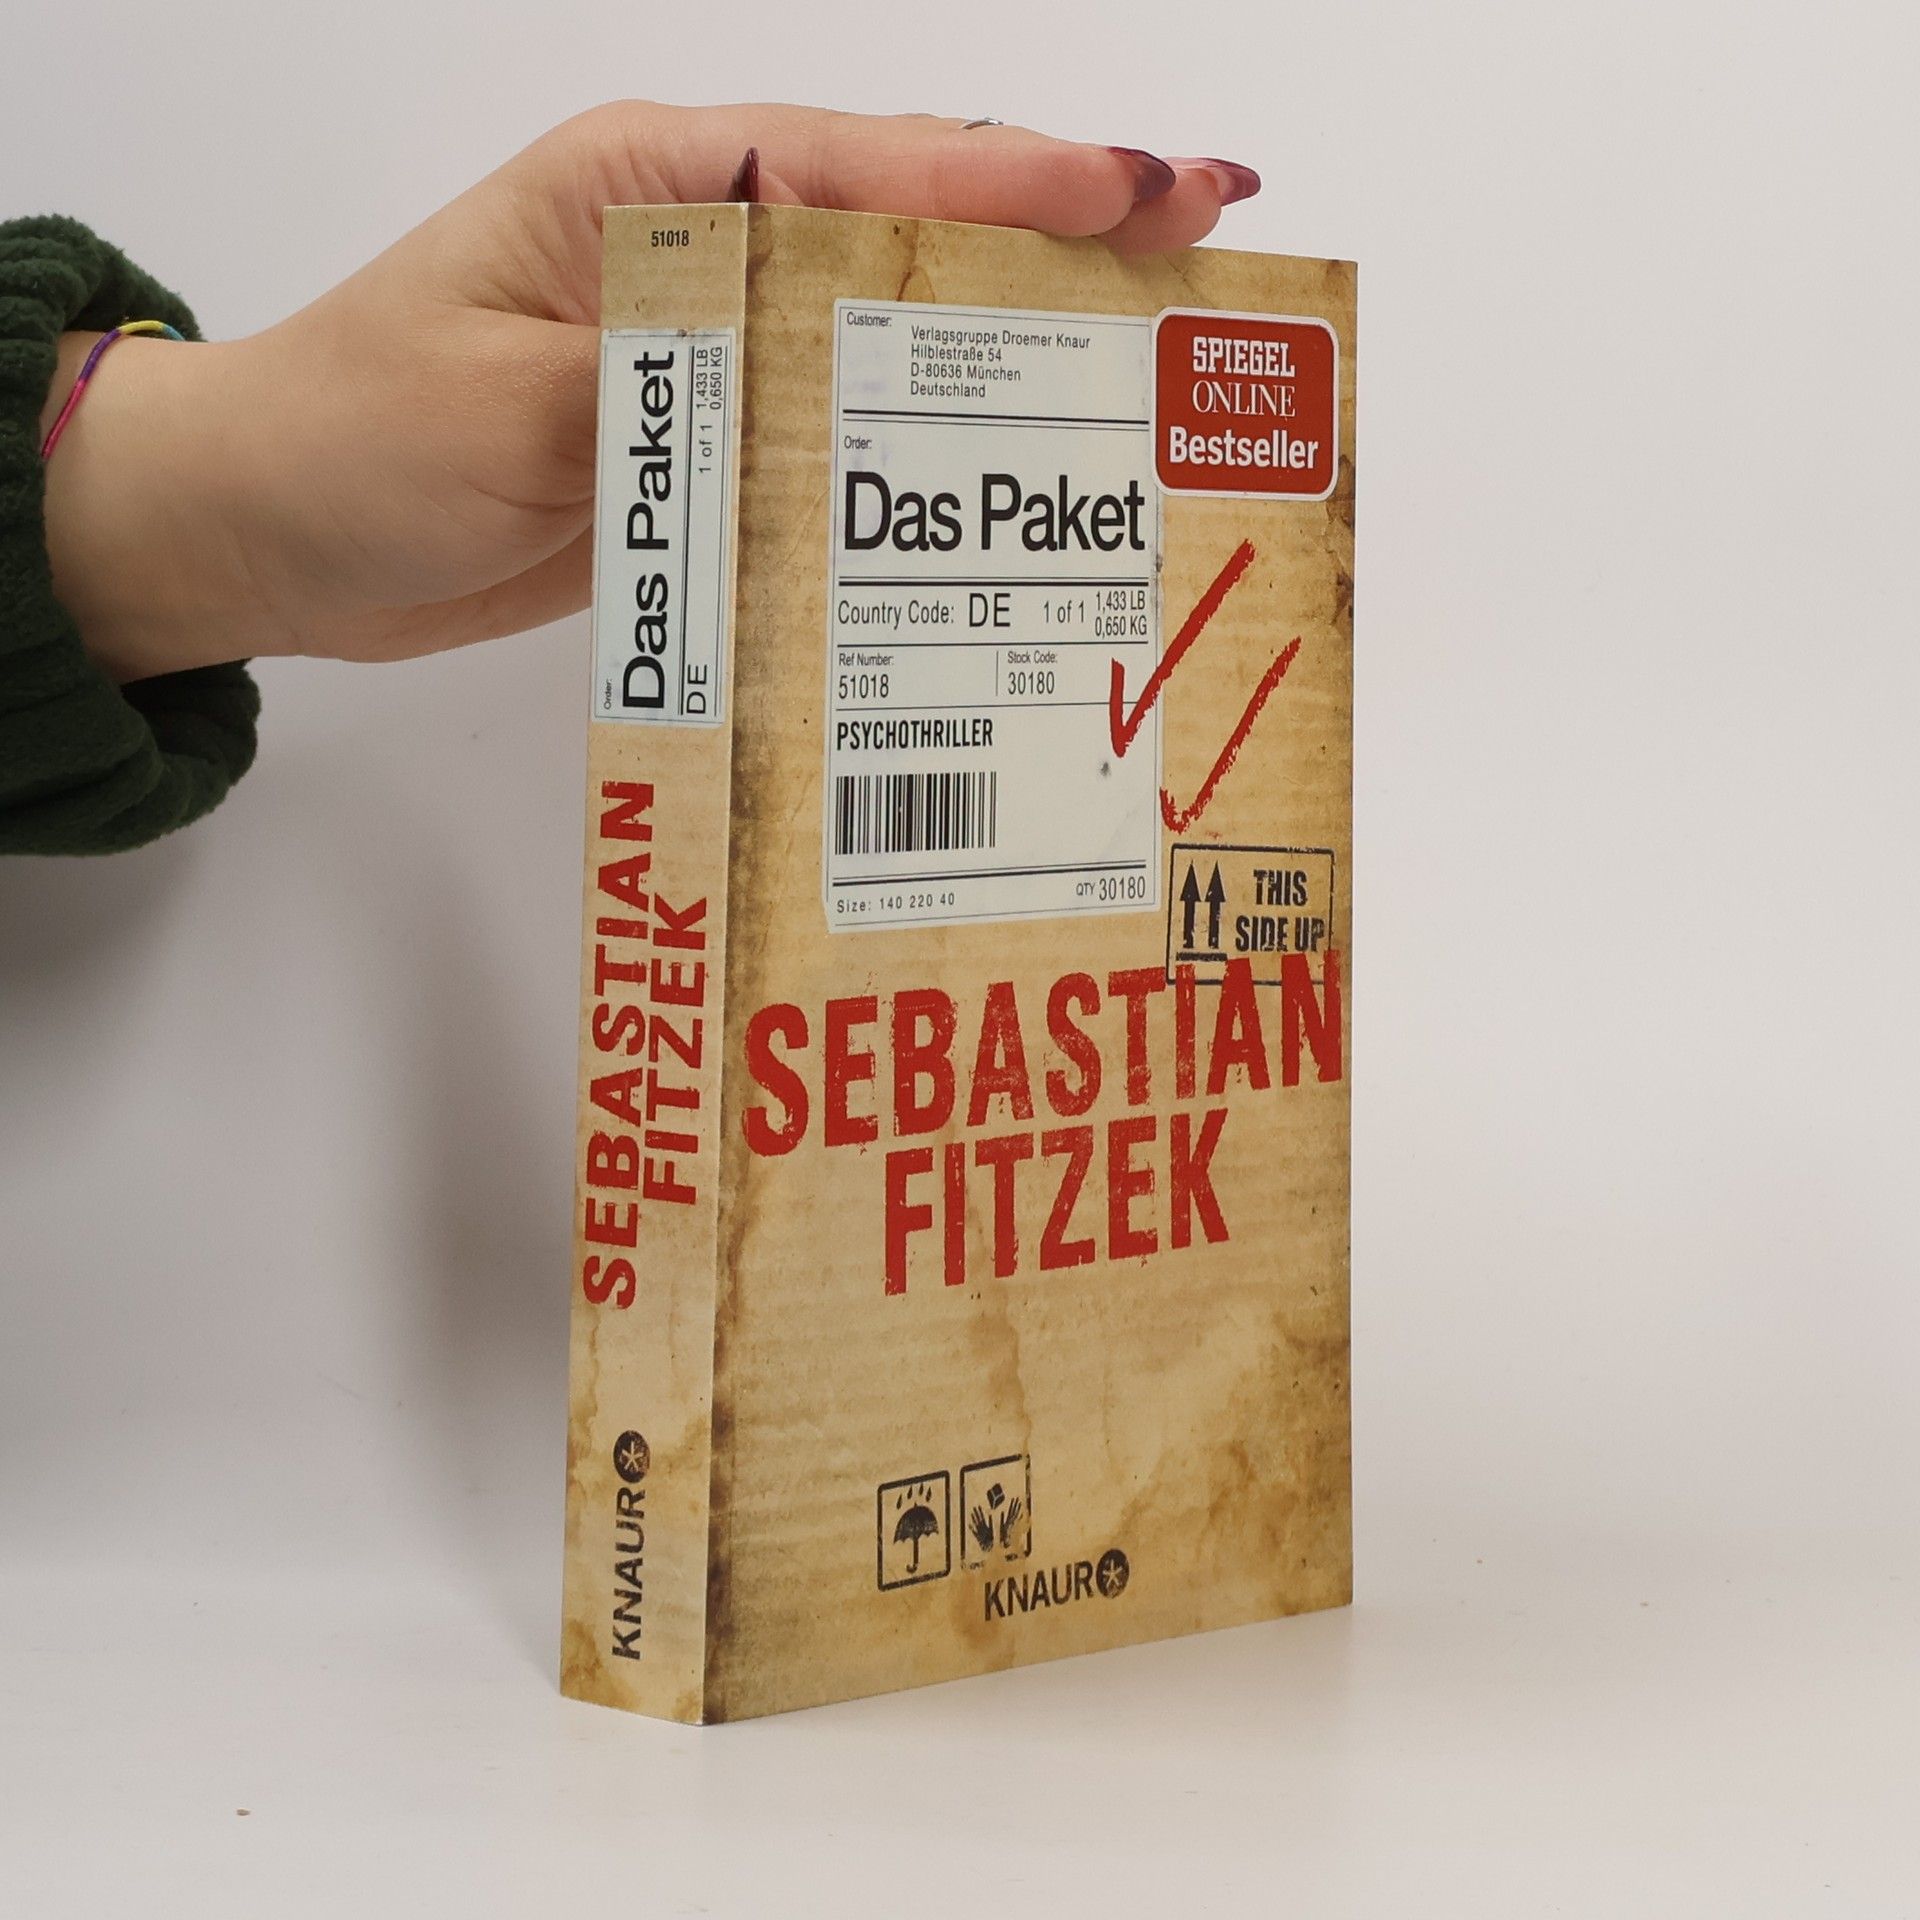 51018
Order:
Das Paket
DE
1 of 1
1,433 LB
0,650 KG
SEBASTIAN
FITZEK
KNAUR
Customer:
Verlagsgruppe Droemer Knaur
Hilblestraße 54
D-80636 München
Deutschland
SPIEGEL
ONLINE
Bestseller
Order:
Das Paket
Country Code: DE 1 of 1 1,433 LB
0,650 KG
Ref Number: Stock Code:
51018 30180
PSYCHOTHRILLER
Size: 140 220 40 QTY 30180
THIS
SIDE UP
SEBASTIAN
FITZEK
KNAUR